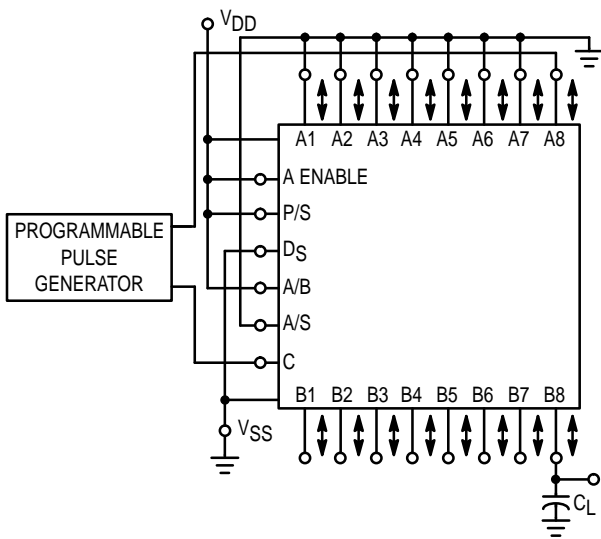 VDD
A1 A2 A3 A4 A5 A6 A7 A8
A ENABLE
P/S
PROGRAMMABLE
PULSE
GENERATOR
DS
A/B
A/S
C
B1 B2 B3 B4 B5 B6 B7 B8
VSS
CL